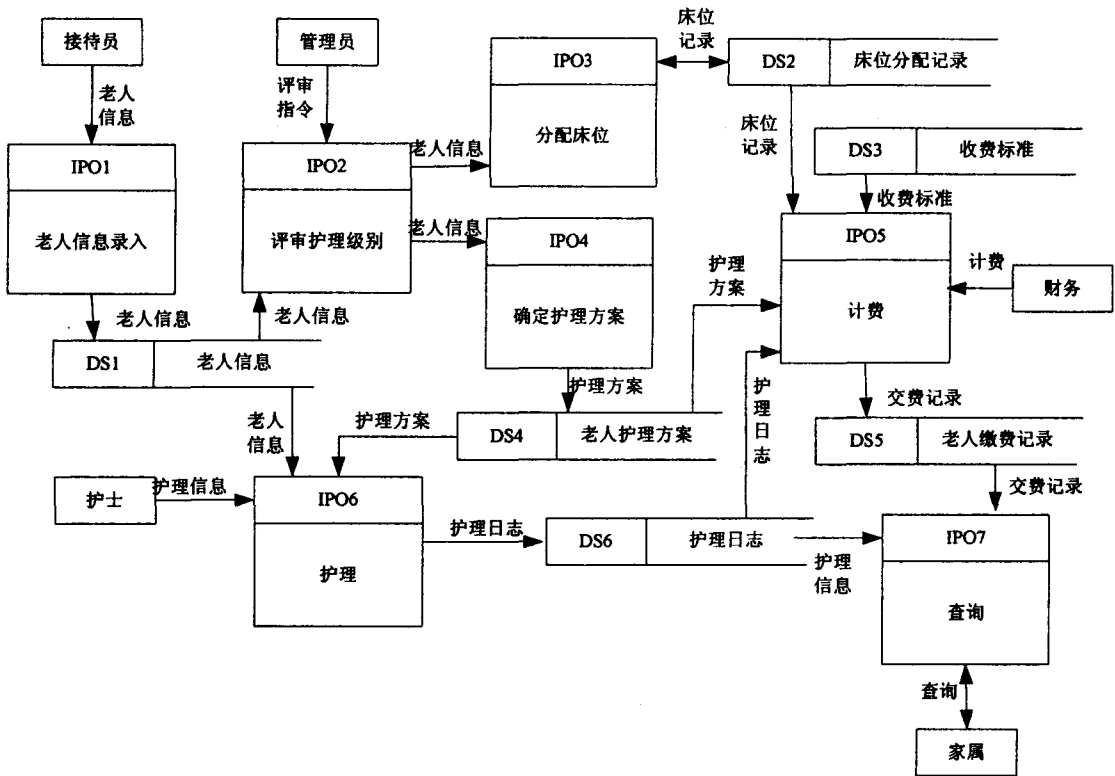 接待员
管理员
老人
信息
评审
指令
IPO1
老人信息录入
IPO2
评审护理级别
老人信息
老人信息
IPO3
分配床位
床位
记录
DS2
床位分配记录
床位
记录
DS3
收费标准
收费标准
IPO4
确定护理方案
IPO5
计费
计费
财务
护理
方案
老人信息
老人信息
DS1
老人信息
护理方案
护理方案
DS4
老人护理方案
护
理
日
志
交费记录
DS5
老人缴费记录
交费记录
老人
信息
护士
护理信息
IPO6
护理
护理日志
DS6
护理日志
护理
信息
IPO7
查询
查询
家属